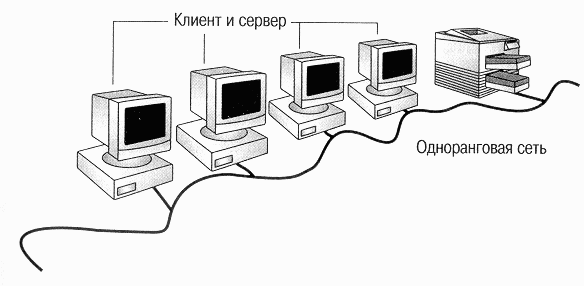 Клиент и сервер
Одноранговая сеть